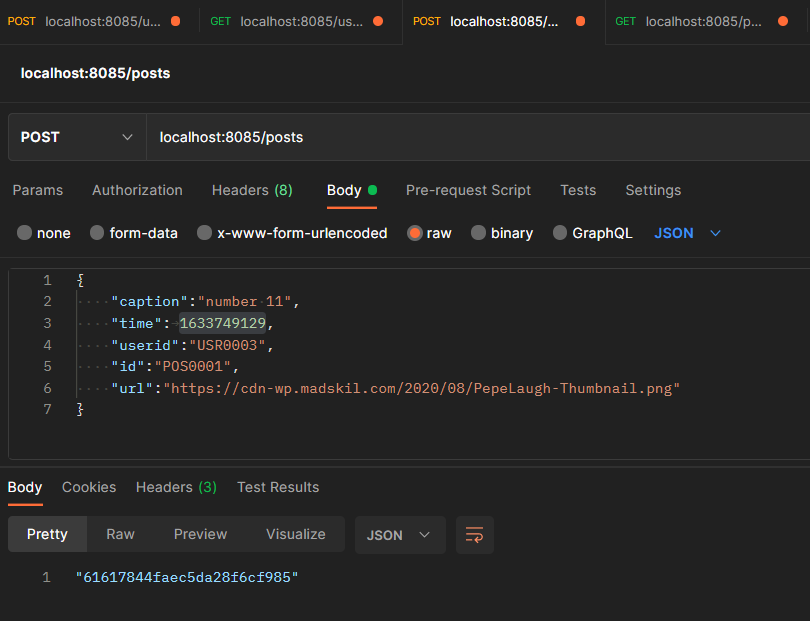 POST localhost:8085/u... GET localhost:8085/us... POST localhost:8085/... GET localhost:8085/p...
localhost:8085/posts
POST localhost:8085/posts
Params Authorization Headers (8) Body Pre-request Script Tests Settings
none form-data x-www-form-urlencoded raw binary GraphQL JSON
1 {
2 "caption":"number 11",
3 "time": 1633749129,
4 "userid":"USR0003",
5 "id":"POS0001",
6 "url":"https://cdn-wp.madskil.com/2020/08/PepeLaugh-Thumbnail.png"
7 }
Body Cookies Headers (3) Test Results
Pretty Raw Preview Visualize JSON
1 "61617844faec5da28f6cf985"